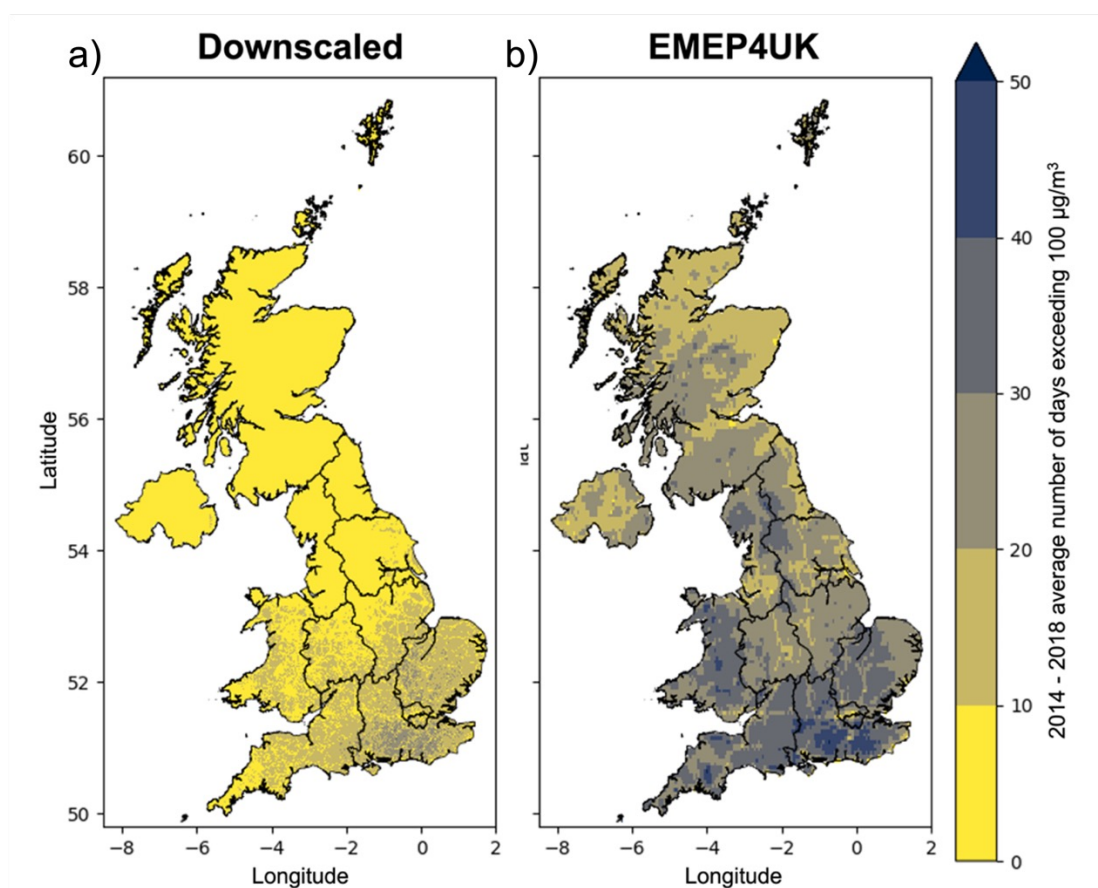 a) Downscaled
b) EMEP4UK
Latitude
60
58
56
54
52
50
−8 −6 −4 −2 0 2
Longitude
−8 −6 −4 −2 0 2
Longitude
50
40
30
20
10
0
2014 - 2018 average number of days exceeding 100 µg/m³